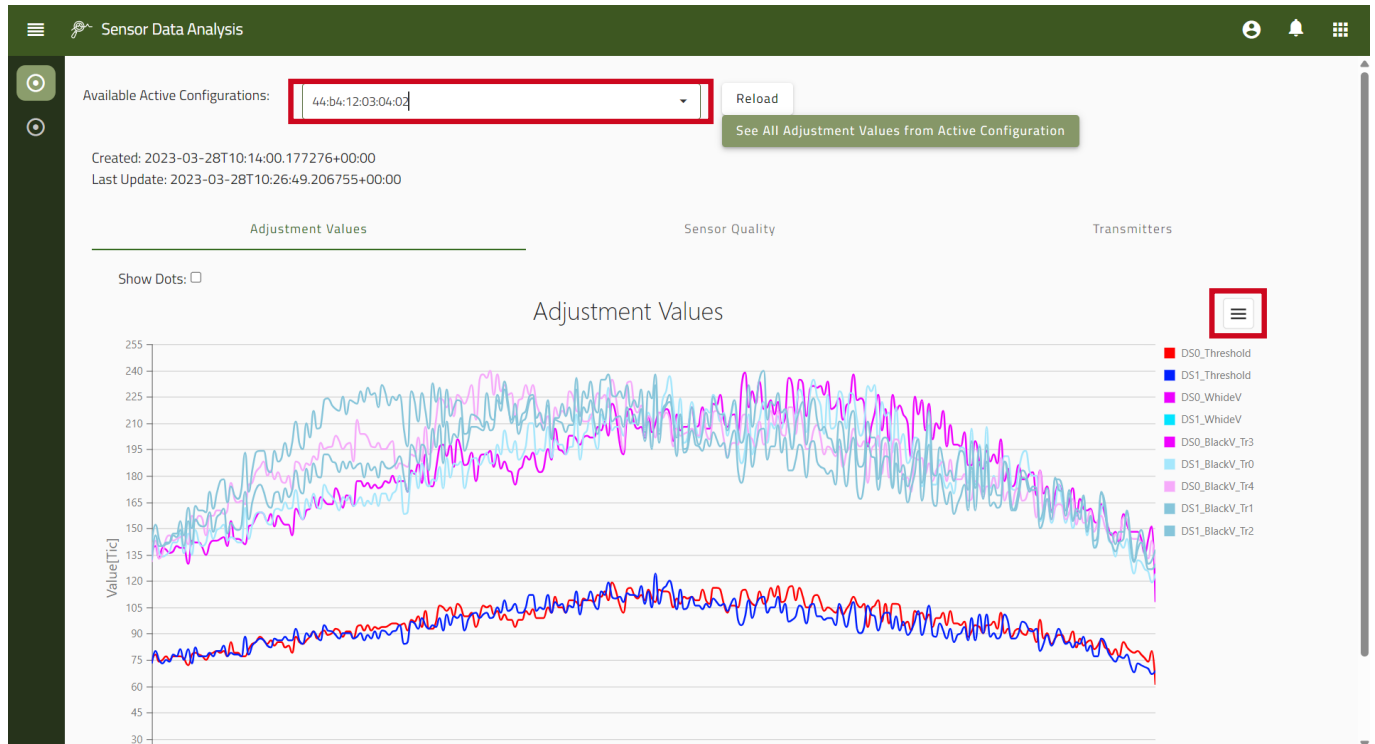 Sensor Data Analysis
Available Active Configurations:
44:b4:12:03:04:02
Reload
See All Adjustment Values from Active Configuration
Created: 2023-03-28T10:14:00.177276+00:00
Last Update: 2023-03-28T10:26:49.206755+00:00
Adjustment Values
Sensor Quality
Transmitters
Show Dots:
Adjustment Values
255
240
225
210
195
180
165
150
135
120
105
90
75
60
45
30
Value[Tic]
DS0_Threshold
DS1_Threshold
DS0_WhideV
DS1_WhideV
DS0_BlackV_Tr3
DS1_BlackV_Tr0
DS0_BlackV_Tr4
DS1_BlackV_Tr1
DS1_BlackV_Tr2